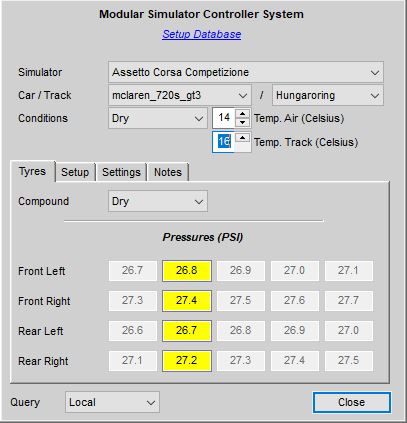 Modular Simulator Controller System
Setup Database
Simulator Assetto Corsa Competizione
Car / Track mclaren_720s_gt3 / Hungaroring
Conditions Dry 14 Temp. Air (Celsius)
16 Temp. Track (Celsius)
Tyres Setup Settings Notes
Compound Dry
Pressures (PSI)
Front Left 26.7 26.8 26.9 27.0 27.1
Front Right 27.3 27.4 27.5 27.6 27.7
Rear Left 26.6 26.7 26.8 26.9 27.0
Rear Right 27.1 27.2 27.3 27.4 27.5
Query Local Close